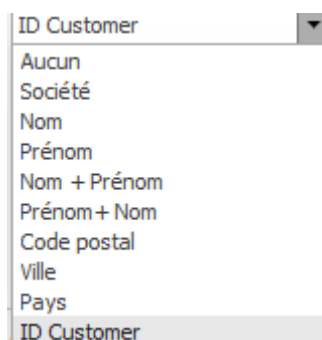 ID Customer
Aucun
Société
Nom
Prénom
Nom + Prénom
Prénom+ Nom
Code postal
Ville
Pays
ID Customer